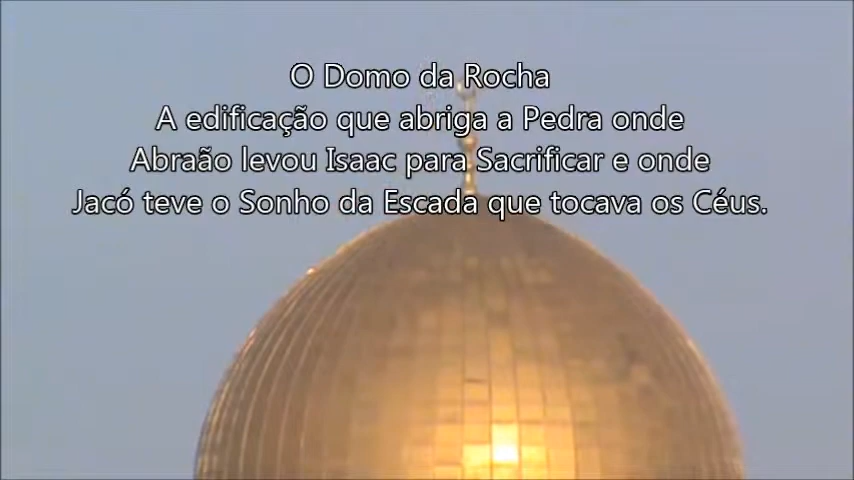 O Domo da Rocha
A edificação que abriga a Pedra onde
Abraão levou Isaac para Sacrificar e onde
Jacó teve o Sonho da Escada que tocava os Céus.